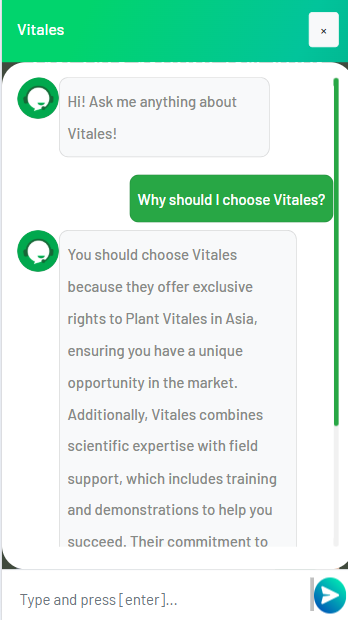 Vitales
×
Hi! Ask me anything about
Vitales!
Why should I choose Vitales?
You should choose Vitales
because they offer exclusive
rights to Plant Vitales in Asia,
ensuring you have a unique
opportunity in the market.
Additionally, Vitales combines
scientific expertise with field
support, which includes training
and demonstrations to help you
succeed. Their commitment to
Type and press [enter]...